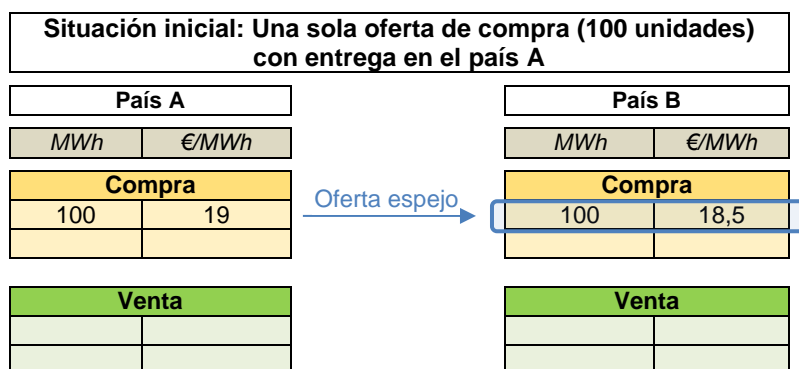 Situación inicial: Una sola oferta de compra (100 unidades)
con entrega en el país A
País A
País B
MWh €/MWh
MWh €/MWh
Compra
Compra
Oferta espejo
100 19
100 18,5
Venta
Venta